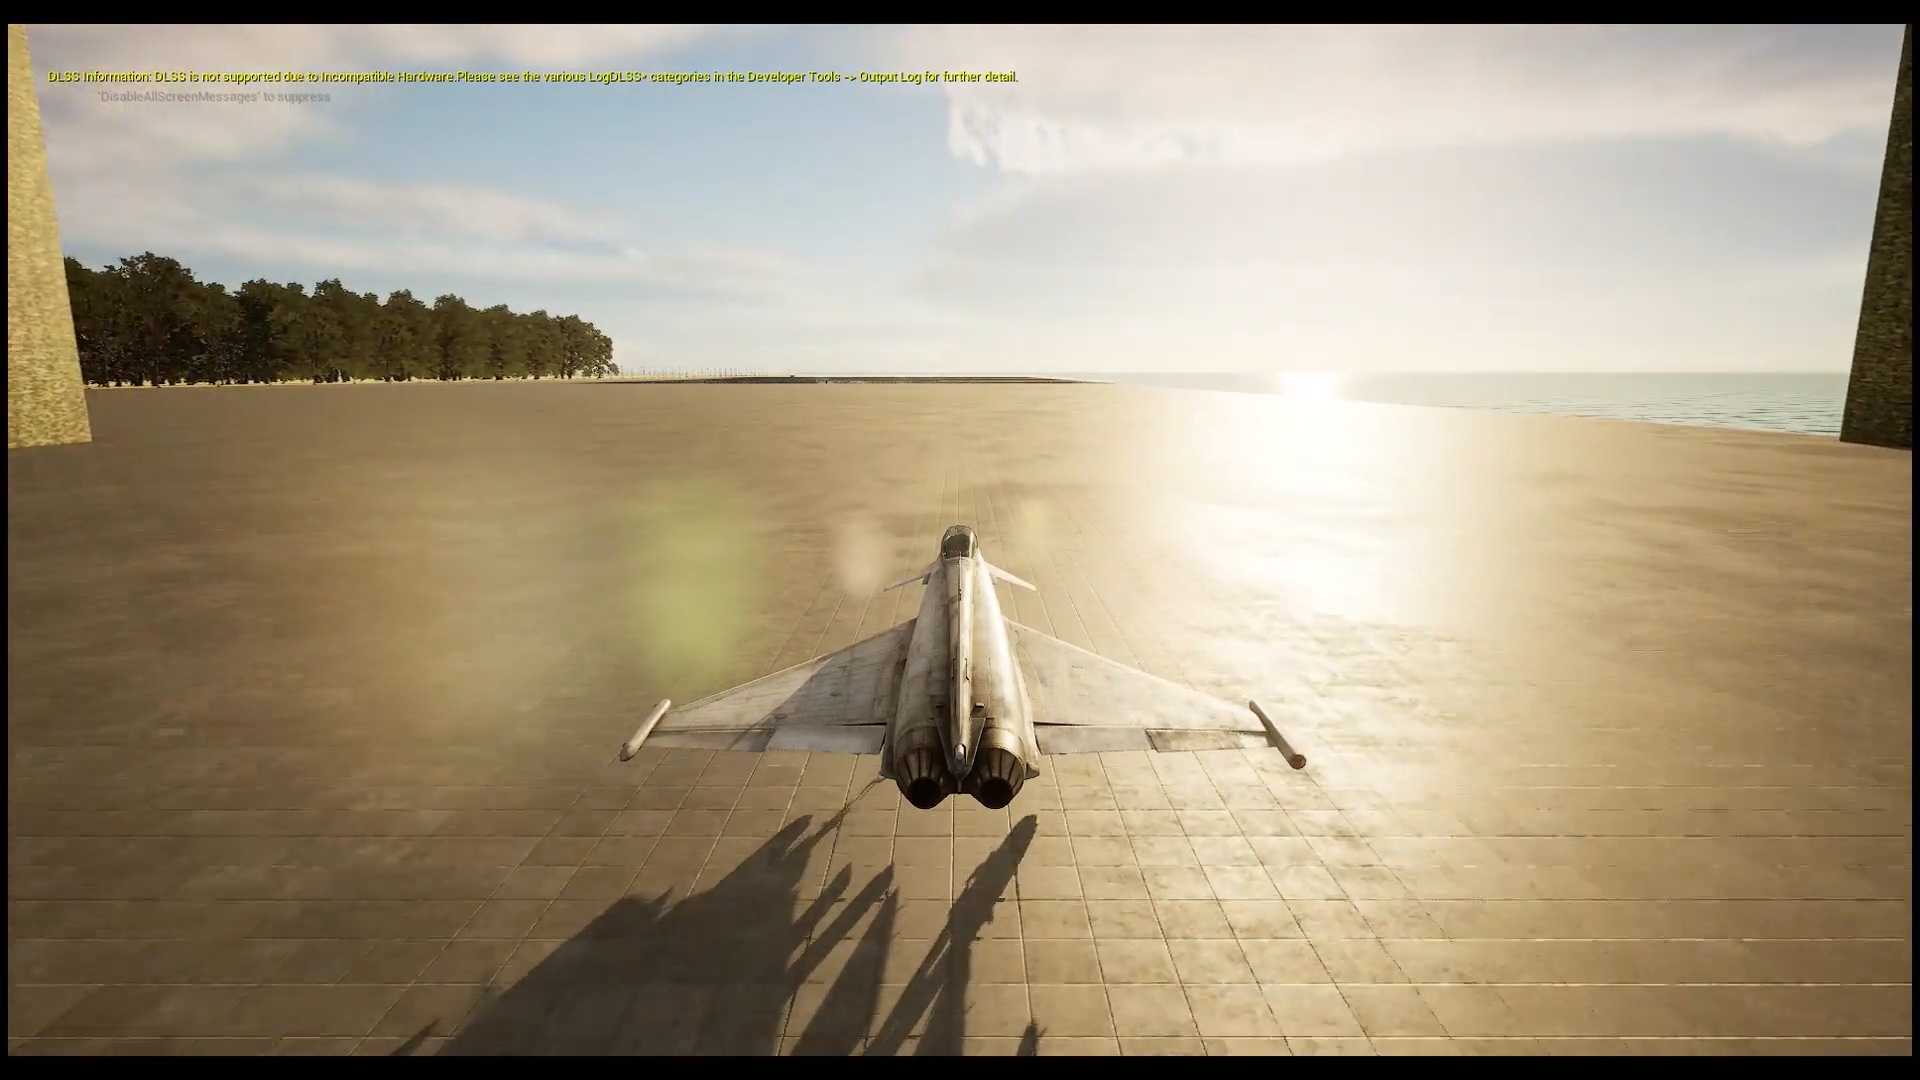 DLSS Information: DLSS is not supported due to Incompatible Hardware.Please see the various LogDLSS* categories in the Developer Tools -> Output Log for further detail.
'DisableAllScreenMessages' to suppress